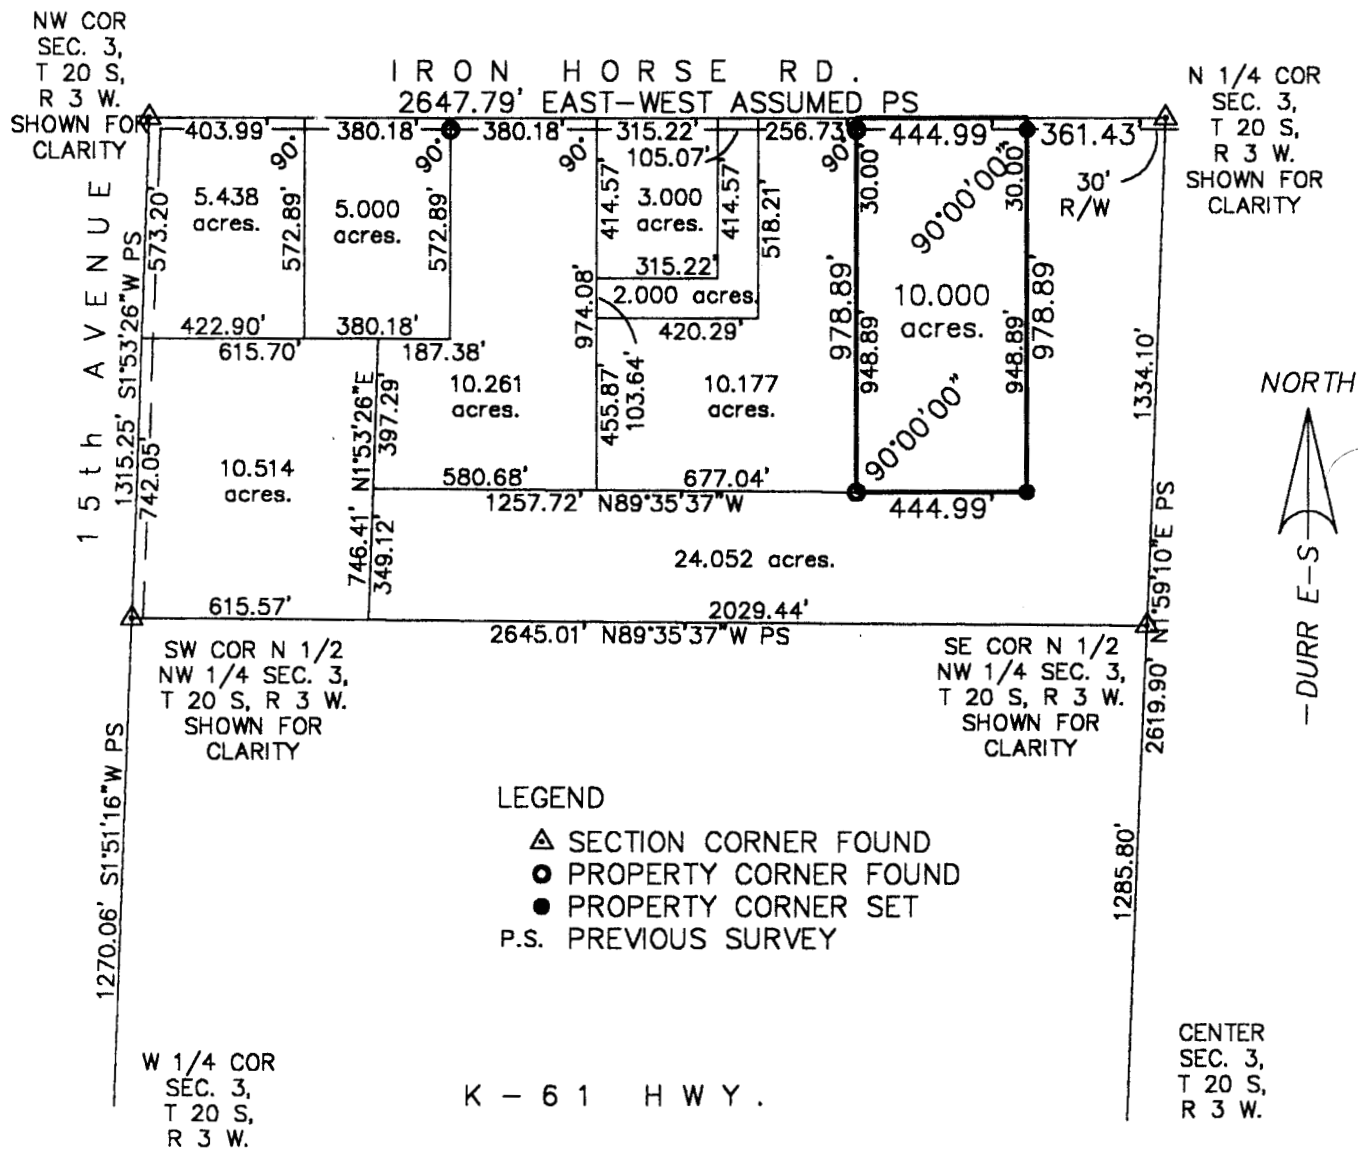 NW COR
SEC. 3,
T 20 S,
R 3 W.
SHOWN FOR
CLARITY
IRON HORSE RD.
2647.79' EAST-WEST ASSUMED PS
N 1/4 COR
SEC. 3,
T 20 S,
R 3 W.
SHOWN FOR
CLARITY
403.99'
380.18'
380.18'
315.22'
256.73'
444.99'
361.43'
105.07'
90°
90°
90°
90°
90°00'00"
30.00'
30.00'
30'
R/W
15th AVENUE
573.20'
5.438
acres.
572.89'
5.000
acres.
572.89'
414.57'
3.000
acres.
414.57'
518.21'
315.22'
2.000 acres.
974.08'
420.29'
978.89'
948.89'
10.000
acres.
948.89'
978.89'
1334.10'
422.90'
380.18'
615.70'
187.38'
1315.25' S1°53'26"W PS
742.05'
10.514
acres.
N1°53'26"E
397.29'
10.261
acres.
455.87'
103.64'
10.177
acres.
90°00'00"
580.68'
677.04'
1257.72' N89°35'37"W
444.99'
746.41'
349.12'
24.052 acres.
615.57'
2029.44'
2645.01' N89°35'37"W PS
2619.90' N1°59'10"E PS
NORTH
-DURR E-S-
SW COR N 1/2
NW 1/4 SEC. 3,
T 20 S, R 3 W.
SHOWN FOR
CLARITY
SE COR N 1/2
NW 1/4 SEC. 3,
T 20 S, R 3 W.
SHOWN FOR
CLARITY
1270.06' S1°51'16"W PS
1285.80'
LEGEND
SECTION CORNER FOUND
PROPERTY CORNER FOUND
PROPERTY CORNER SET
P.S. PREVIOUS SURVEY
W 1/4 COR
SEC. 3,
T 20 S,
R 3 W.
K-61 HWY.
CENTER
SEC. 3,
T 20 S,
R 3 W.